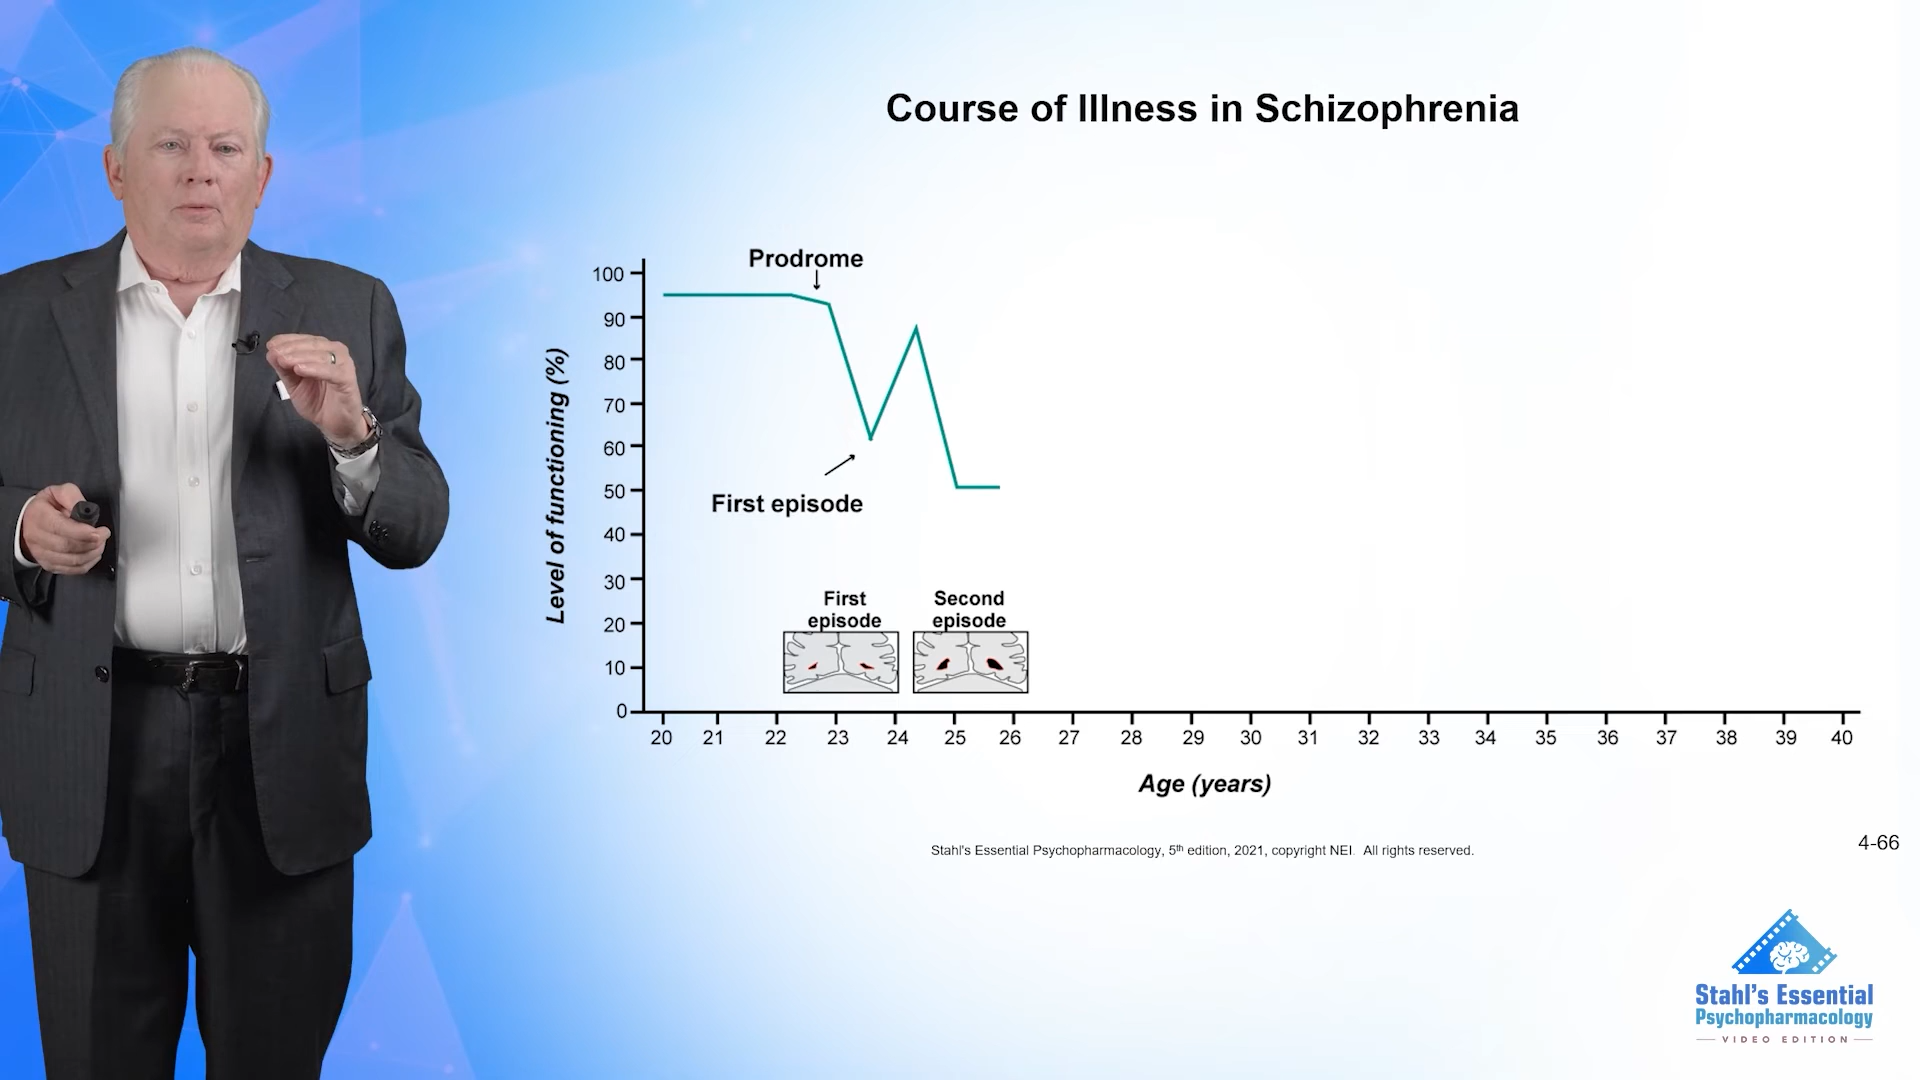 Course of Illness in Schizophrenia
Prodrome
100
90
80
70
60
50
40
30
20
10
0
Level of functioning (%)
First episode
First
episode
Second
episode
20 21 22 23 24 25 26 27 28 29 30 31 32 33 34 35 36 37 38 39 40
Age (years)
Stahl's Essential Psychopharmacology, 5th edition, 2021, copyright NEI. All rights reserved.
4-66
Stahl's Essential
Psychopharmacology
VIDEO EDITION